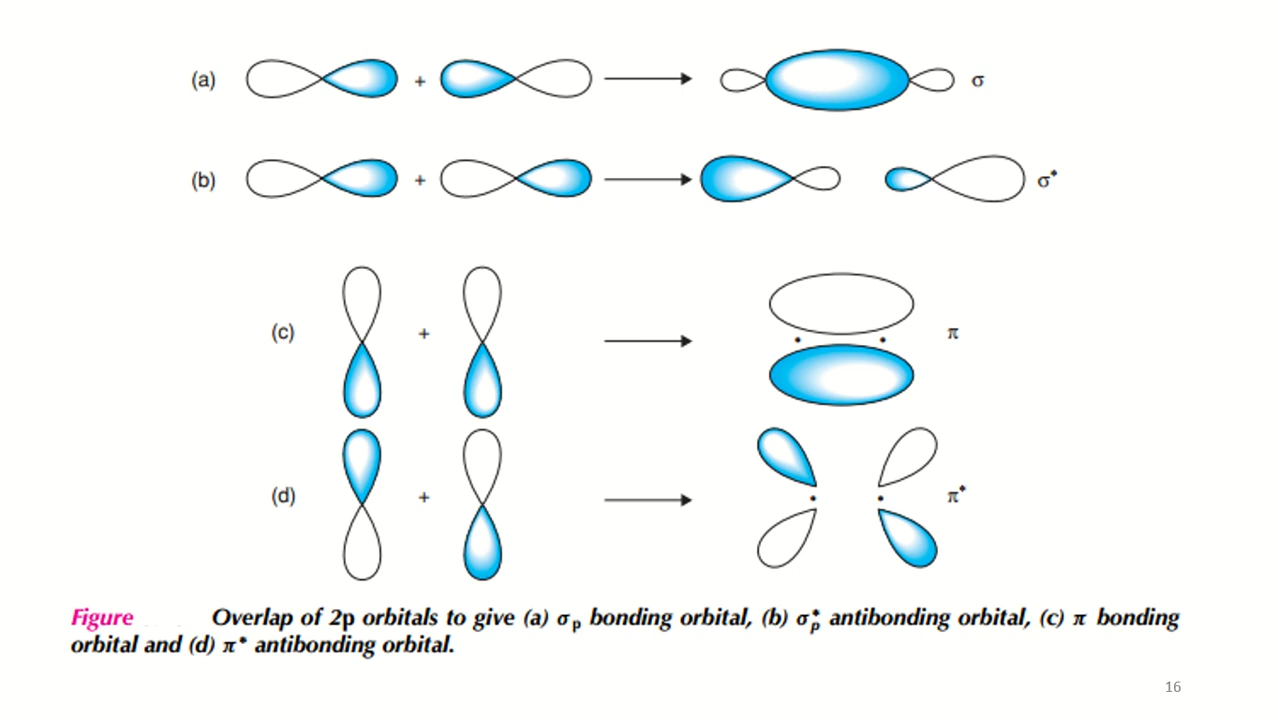 (a) + σ
(b) + σ*
(c) + π
(d) + π*
Figure Overlap of 2p orbitals to give (a) σp bonding orbital, (b) σ*p antibonding orbital, (c) π bonding
orbital and (d) π* antibonding orbital.
16